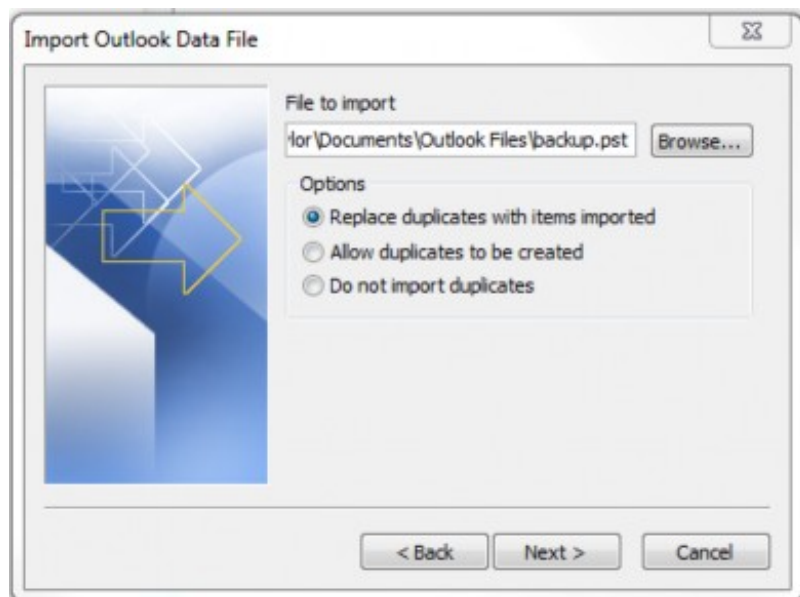 Import Outlook Data File
File to import
lor\Documents\Outlook Files\backup.pst
Browse...
Options
Replace duplicates with items imported
Allow duplicates to be created
Do not import duplicates
< Back
Next >
Cancel